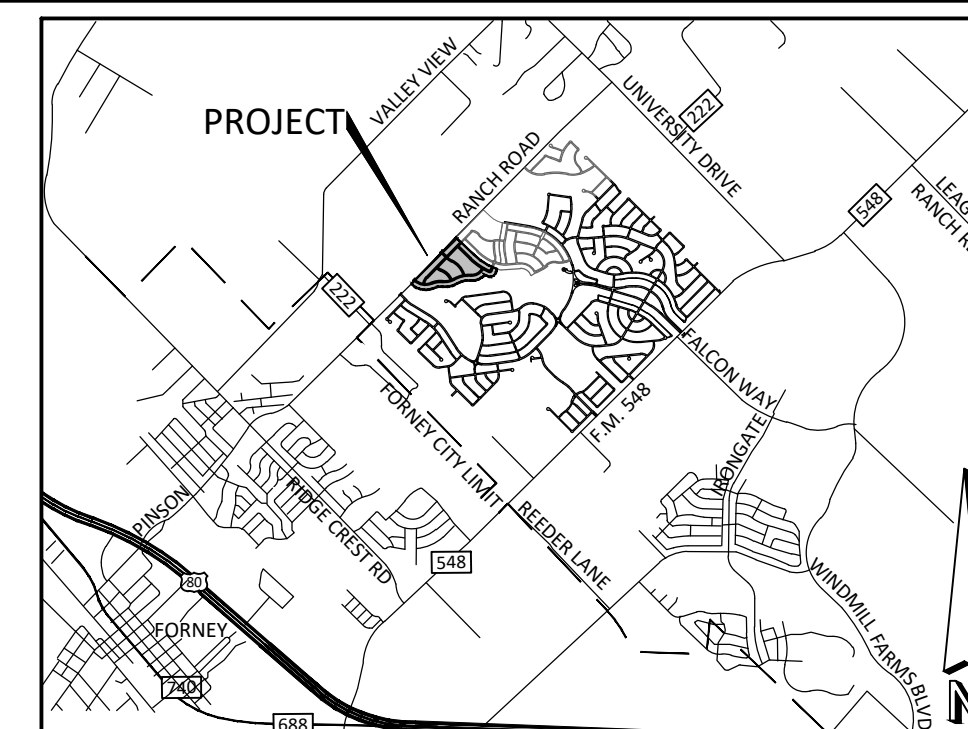 VALLEY VIEW
PROJECT
UNIVERSITY DRIVE
222
RANCH ROAD
548
RANCH R
222
FALCON WAY
F.M. 548
FORNEY CITY LIMIT
IRONGATE
PINSON
RIDGE CREST RD
REEDER LANE
548
WINDMILL FARMS BLVD
80
FORNEY
740
688
N